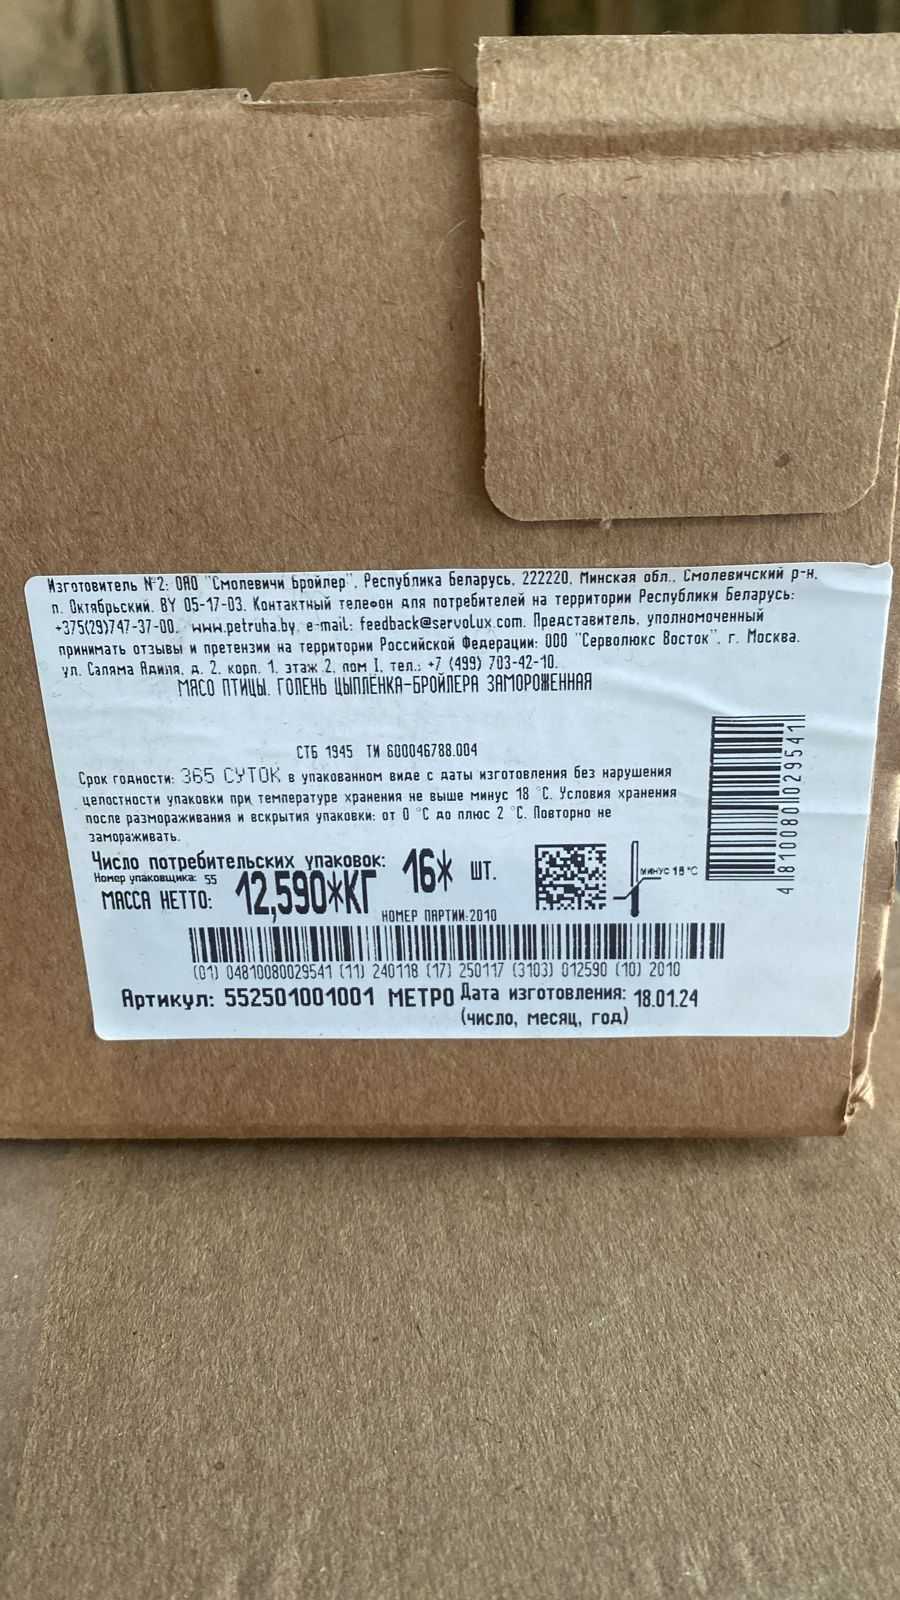 Изготовитель №2: ОАО "Смолевичи Бройлер", Республика Беларусь, 222220, Минская обл., Смолевичский р-н,
п. Октябрьский. BY 05-17-03. Контактный телефон для потребителей на территории Республики Беларусь:
+375(29)747-37-00. www.petruha.by, e-mail: feedback@servolux.com. Представитель, уполномоченный
принимать отзывы и претензии на территории Российской Федерации: ООО "Серволюкс Восток". г. Москва.
ул. Саляма Адиля, д. 2, корп. 1, этаж 2, пом I, тел.: +7 (499) 703-42-10.
МЯСО ПТИЦЫ. ГОЛЕНЬ ЦЫПЛЁНКА-БРОЙЛЕРА ЗАМОРОЖЕННАЯ
СТБ 1945 ТИ 600046788.004
Срок годности: 365 СУТОК в упакованном виде с даты изготовления без нарушения
целостности упаковки при температуре хранения не выше минус 18 °С. Условия хранения
после размораживания и вскрытия упаковки: от 0 °С до плюс 2 °С. Повторно не
замораживать.
4 810080 029541
Число потребительских упаковок: 16* шт.
Номер упаковщика: 55
МАССА НЕТТО: 12,590*КГ
минус 18 °С
НОМЕР ПАРТИИ:2010
(01) 04810080029541 (11) 240118 (17) 250117 (3103) 012590 (10) 2010
Артикул: 552501001001 МЕТРО Дата изготовления: 18.01.24
(число, месяц, год)